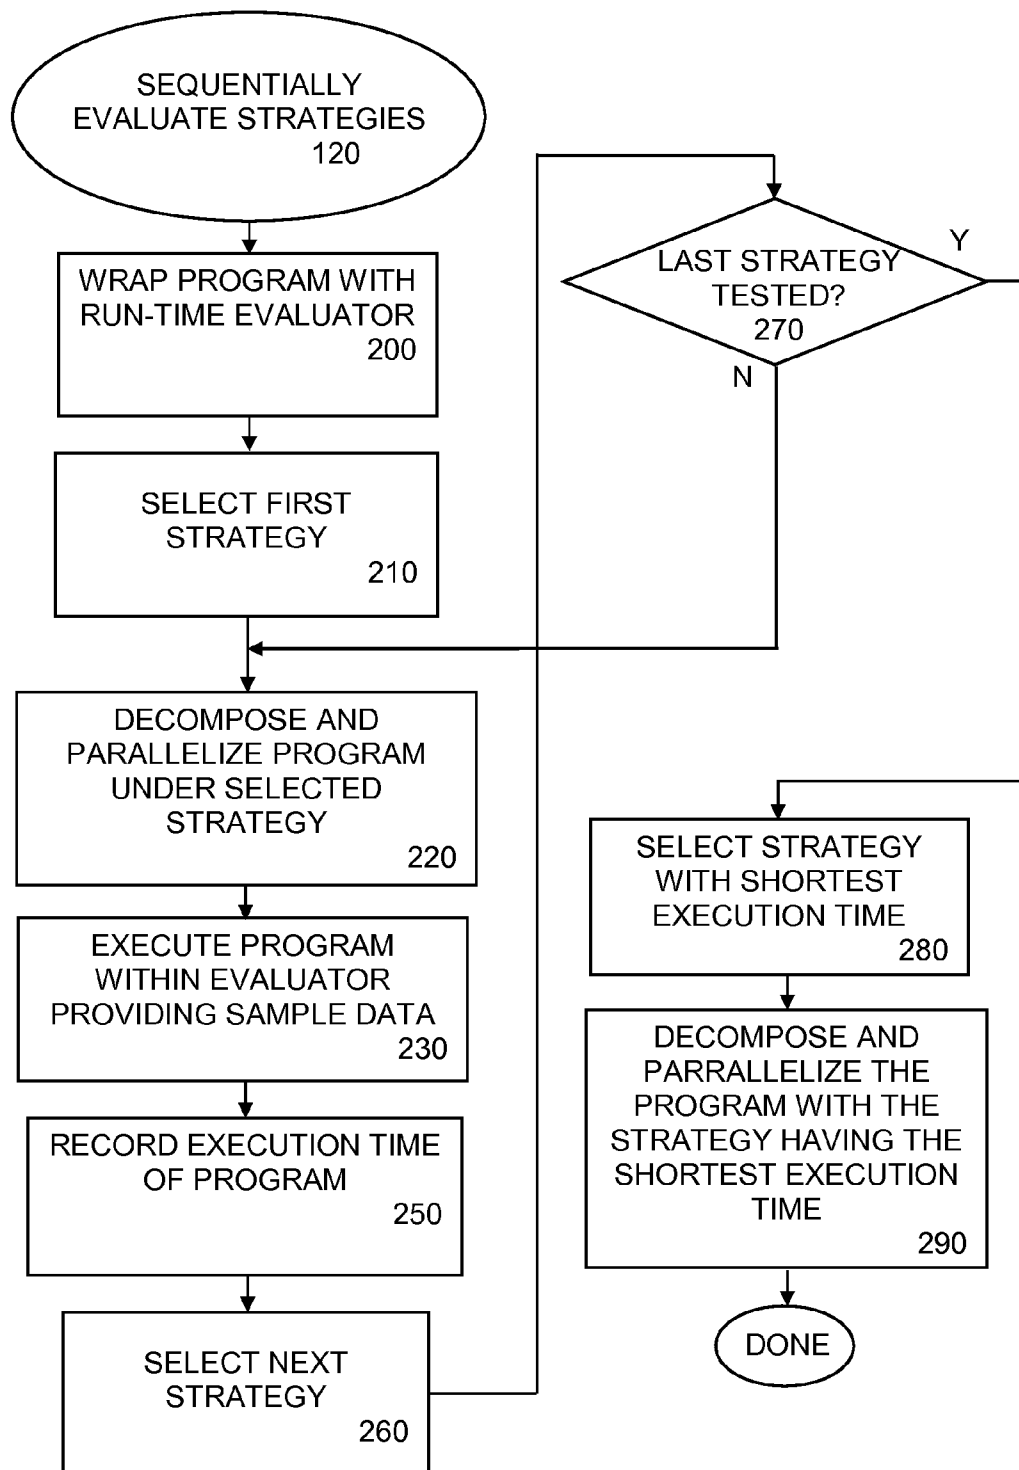 SEQUENTIALLY
EVALUATE STRATEGIES
120
WRAP PROGRAM WITH
RUN-TIME EVALUATOR
200
SELECT FIRST
STRATEGY
210
DECOMPOSE AND
PARALLELIZE PROGRAM
UNDER SELECTED
STRATEGY
220
EXECUTE PROGRAM
WITHIN EVALUATOR
PROVIDING SAMPLE DATA
230
RECORD EXECUTION TIME
OF PROGRAM
250
SELECT NEXT
STRATEGY
260
LAST STRATEGY
TESTED?
270
Y
N
SELECT STRATEGY
WITH SHORTEST
EXECUTION TIME
280
DECOMPOSE AND
PARRALLELIZE THE
PROGRAM WITH THE
STRATEGY HAVING THE
SHORTEST EXECUTION
TIME
290
DONE